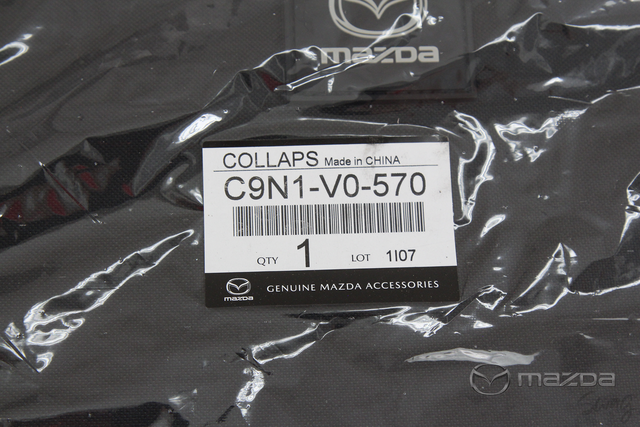 mazda
COLLAPS Made in CHINA
C9N1-V0-570
QTY 1 LOT 1I07
mazda GENUINE MAZDA ACCESSORIES
mazda